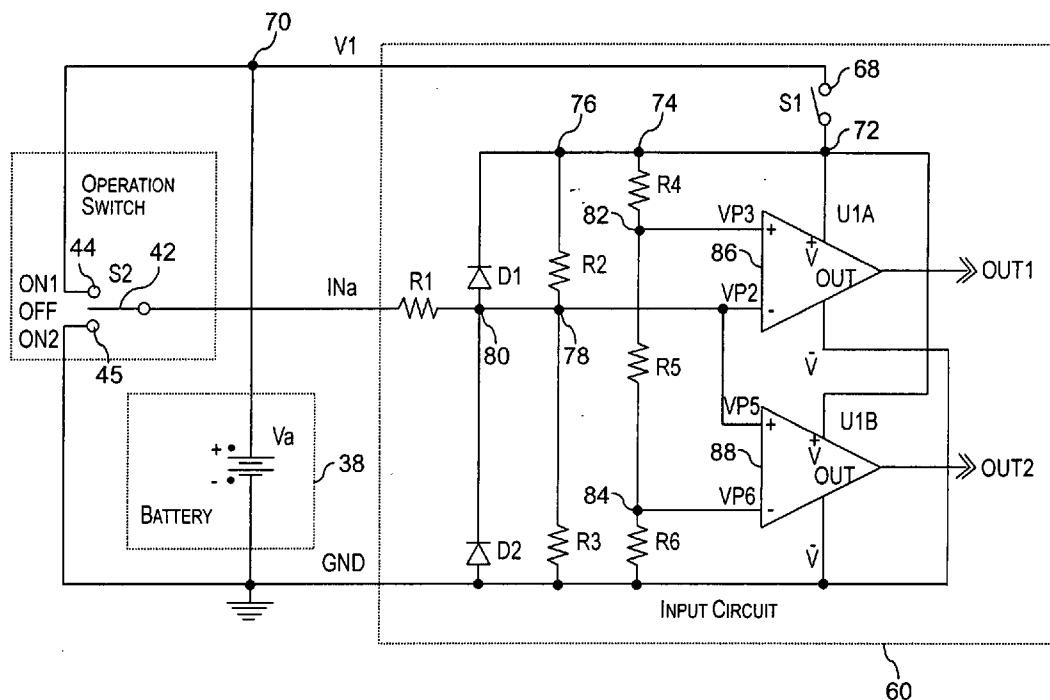 70
V1
68
S1
76
74
72
OPERATION
SWITCH
R4
U1A
82
VP3
+
V
+
44
S2
42
86
OUT
OUT1
ON1
INa
R1
D1
R2
VP2
-
OFF
ON2
80
78
V̄
45
R5
VP5
U1B
+
+
V
Va
+
-
38
88
OUT
OUT2
84
VP6
-
BATTERY
D2
R3
R6
V̄
GND
INPUT CIRCUIT
60